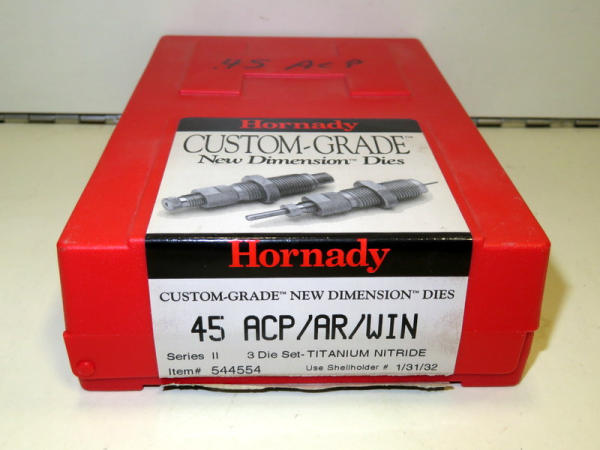 .45 ACP
Hornady
CUSTOM-GRADE™
New Dimension™ Dies
Hornady
CUSTOM-GRADE™ NEW DIMENSION™ DIES
45 ACP/AR/WIN
Series II 3 Die Set-TITANIUM NITRIDE
Item# 544554 Use Shellholder # 1/31/32